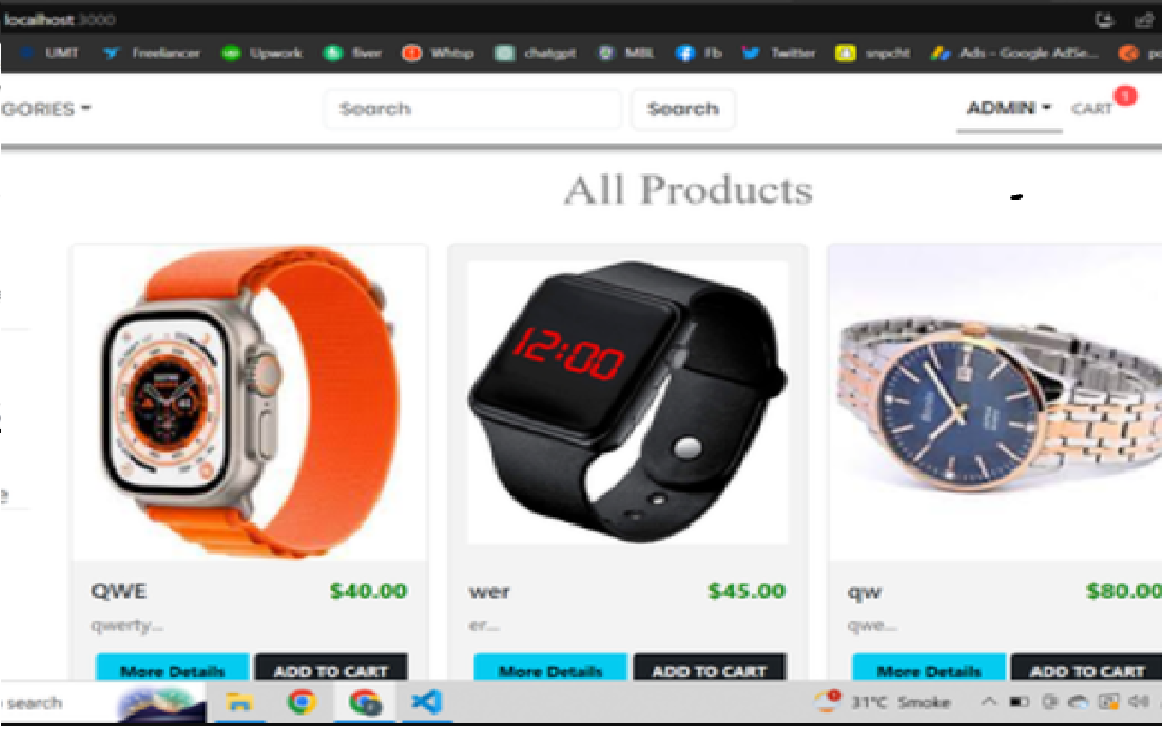 localhost:3000
UMT Freelancer Upwork fiver Whtsp chatgpt MBL Fb Twitter snpcht Ads - Google AdSe... po
GORIES Search Search ADMIN CART 1
All Products
12:00
QWE $40.00 wer $45.00 qw $80.00
qwerty... er... qwe...
More Details ADD TO CART More Details ADD TO CART More Details ADD TO CART
search 31°C Smoke